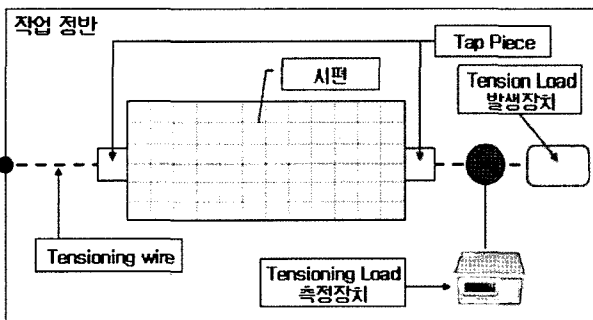 작업 정반
Tap Piece
시편
Tension Load
발생장치
Tensioning wire
Tensioning Load
측정장치